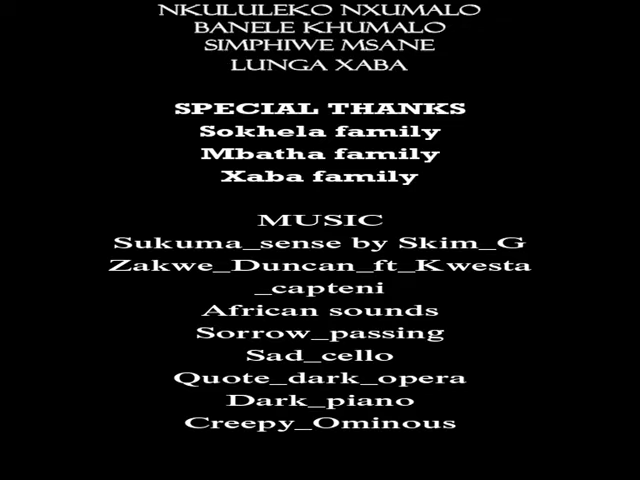 NKULULEKO NXUMALO
BANELE KHUMALO
SIMPHIWE MSANE
LUNGA XABA
SPECIAL THANKS
Sokhela family
Mbatha family
Xaba family
MUSIC
Sukuma_sense by Skim_G
Zakwe_Duncan_ft_Kwesta
_capteni
African sounds
Sorrow_passing
Sad_cello
Quote_dark_opera
Dark_piano
Creepy_Ominous